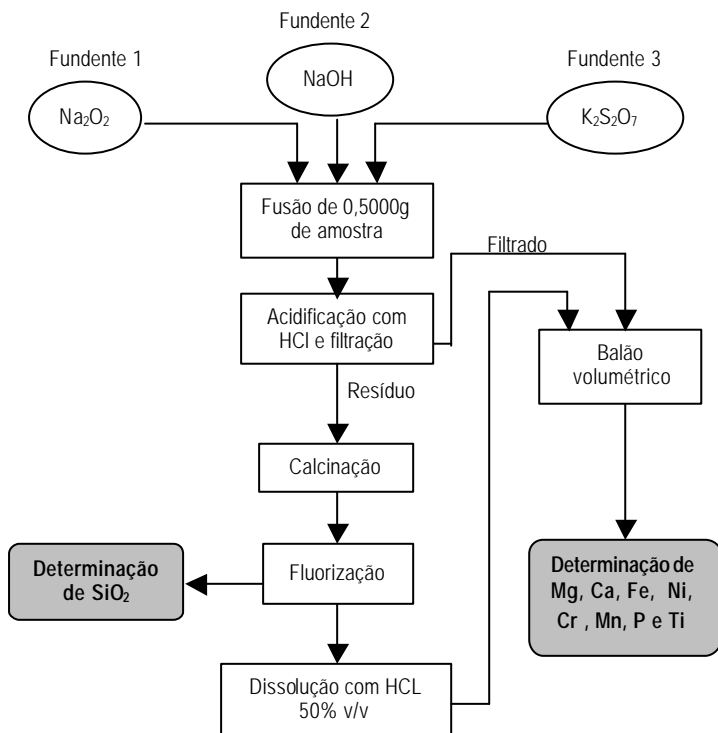 Fundente 1
Fundente 2
Fundente 3
Na₂O₂
NaOH
K₂S₂O₇
Fusão de 0,5000g
de amostra
Filtrado
Acidificação com
HCl e filtração
Balão
volumétrico
Resíduo
Calcinação
Determinação
de SiO₂
Fluorização
Determinação de
Mg, Ca, Fe, Ni,
Cr , Mn, P e Ti
Dissolução com HCL
50% v/v